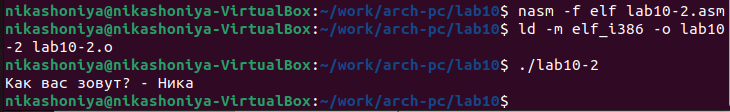 nikashoniya@nikashoniya-VirtualBox:~/work/arch-pc/lab10$ nasm -f elf lab10-2.asm
nikashoniya@nikashoniya-VirtualBox:~/work/arch-pc/lab10$ ld -m elf_i386 -o lab10
-2 lab10-2.o
nikashoniya@nikashoniya-VirtualBox:~/work/arch-pc/lab10$ ./lab10-2
Как вас зовут? - Ника
nikashoniya@nikashoniya-VirtualBox:~/work/arch-pc/lab10$